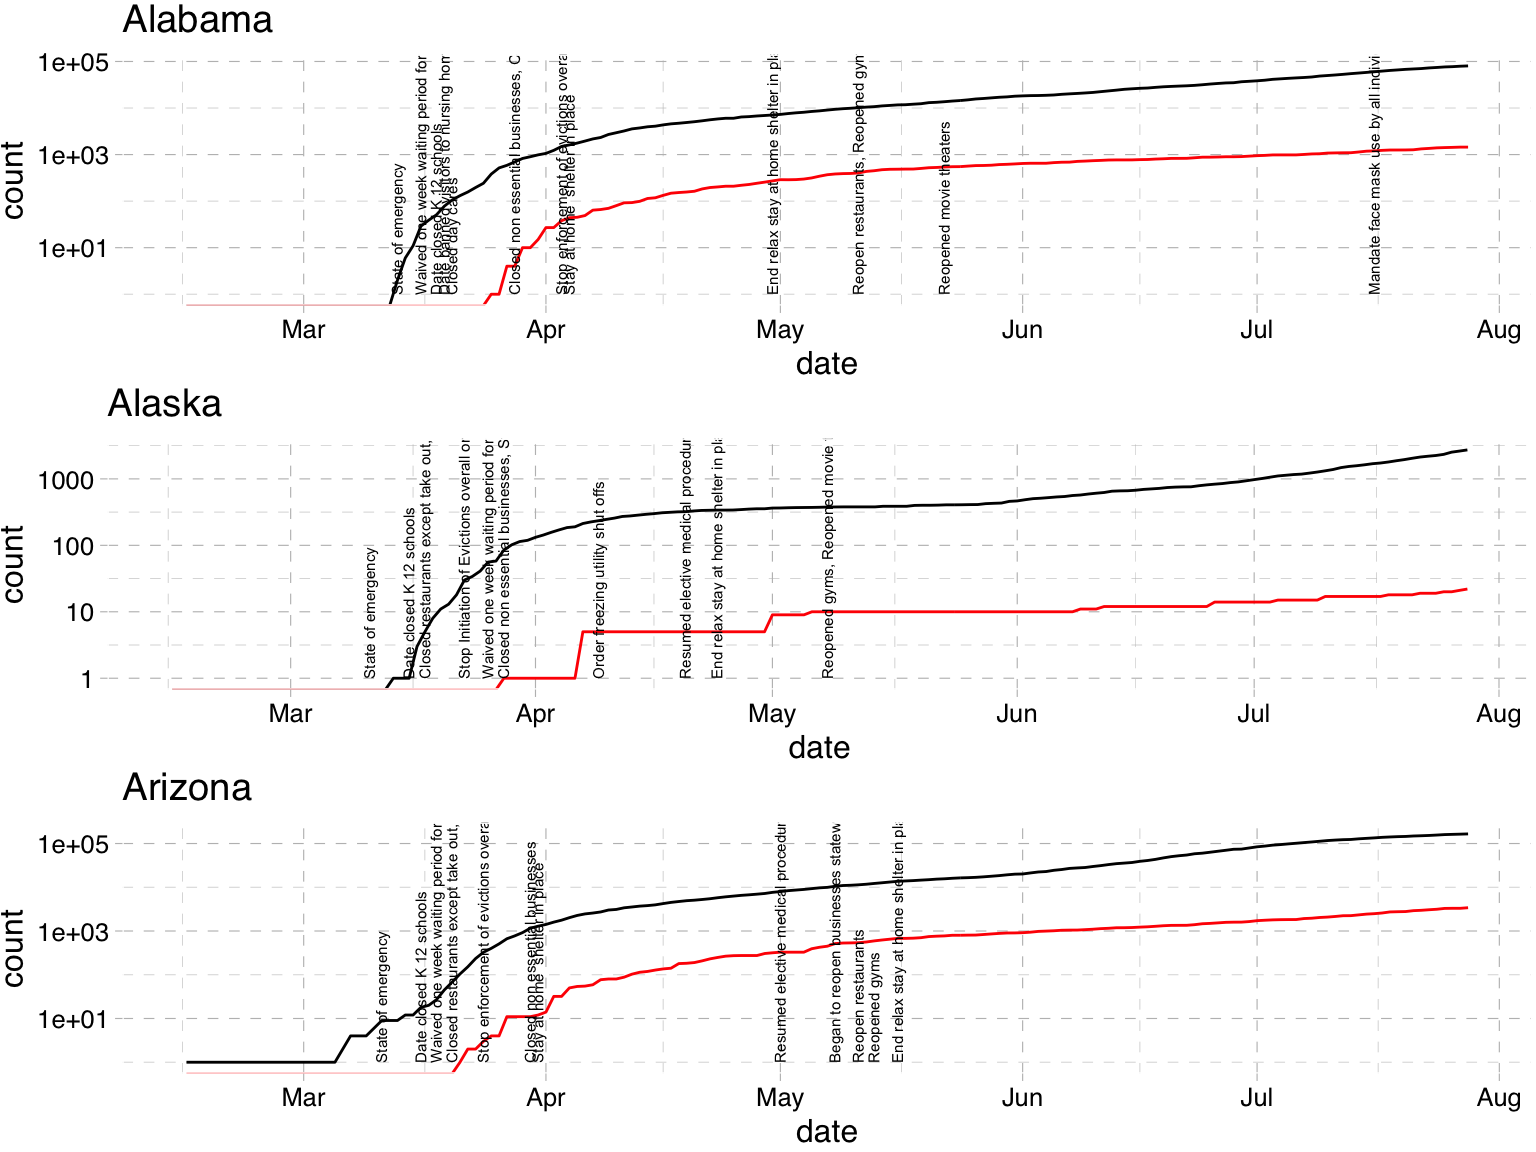 Alabama
count
1e+05
1e+03
1e+01
State of emergency
Waived one week waiting period for
Date closed K 12 schools
Date banned visitors to nursing hom
Closed day cares
Closed non essential businesses, C
Stop enforcement of evictions overa
Stay at home shelter in place
End relax stay at home shelter in pla
Reopen restaurants, Reopened gyn
Reopened movie theaters
Mandate face mask use by all indivi
Mar
Apr
May
Jun
Jul
Aug
date
Alaska
count
1000
100
10
1
State of emergency
Date closed K 12 schools
Closed restaurants except take out,
Stop Initiation of Evictions overall or
Waived one week waiting period for
Closed non essential businesses, S
Order freezing utility shut offs
Resumed elective medical procedur
End relax stay at home shelter in pla
Reopened gyms, Reopened movie
Mar
Apr
May
Jun
Jul
Aug
date
Arizona
count
1e+05
1e+03
1e+01
State of emergency
Date closed K 12 schools
Waived one week waiting period for
Closed restaurants except take out,
Stop enforcement of evictions overa
Closed non essential businesses
Stay at home shelter in place
Resumed elective medical procedur
Began to reopen businesses statew
Reopen restaurants
Reopened gyms
End relax stay at home shelter in pla
Mar
Apr
May
Jun
Jul
Aug
date